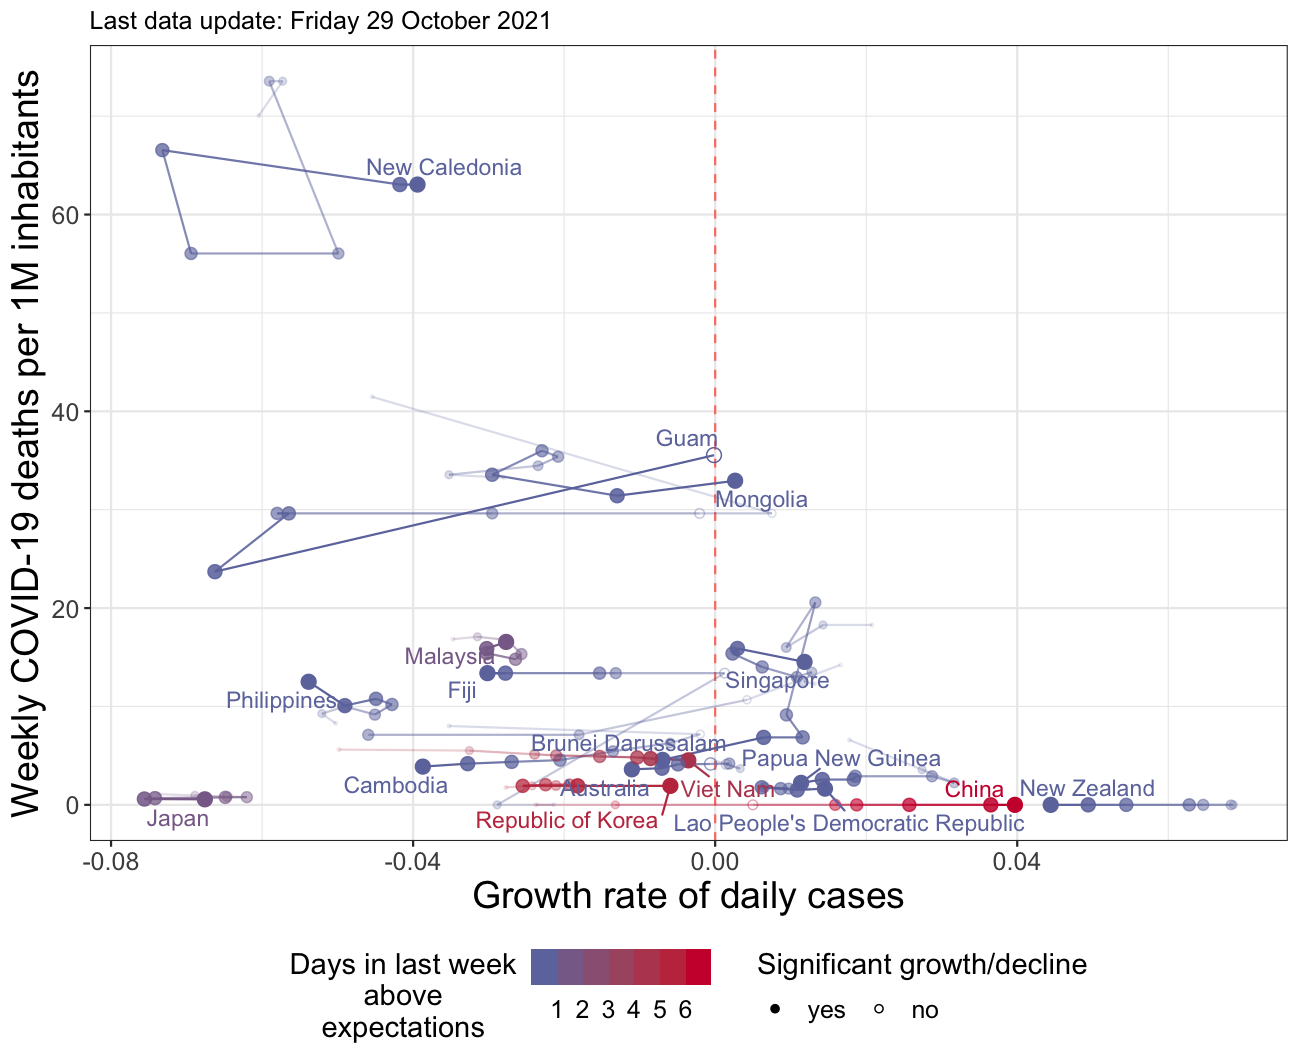 Last data update: Friday 29 October 2021
Weekly COVID-19 deaths per 1M inhabitants
60
40
20
0
New Caledonia
Guam
Mongolia
Malaysia
Fiji
Singapore
Philippines
Brunei Darussalam
Papua New Guinea
Cambodia
Australia
Viet Nam
China
New Zealand
Japan
Republic of Korea
Lao People's Democratic Republic
-0.08
-0.04
0.00
0.04
Growth rate of daily cases
Days in last week
above
expectations
1 2 3 4 5 6
Significant growth/decline
yes
no